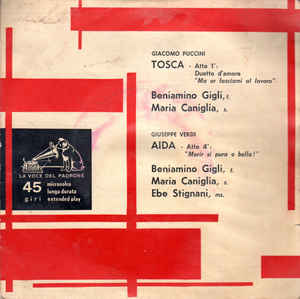 GIACOMO PUCCINI
TOSCA - Atto 1°
Duetto d'amore
"Ma or lasciami al lavoro".
Beniamino Gigli, t.
Maria Caniglia, s.
GIUSEPPE VERDI
AIDA - Atto 4°
"Morir si pura e bella!"
Beniamino Gigli, t.
Maria Caniglia, s.
Ebe Stignani, ms.
LA VOCE DEL PADRONE
45 giri
microsolco
lunga durata
extended play